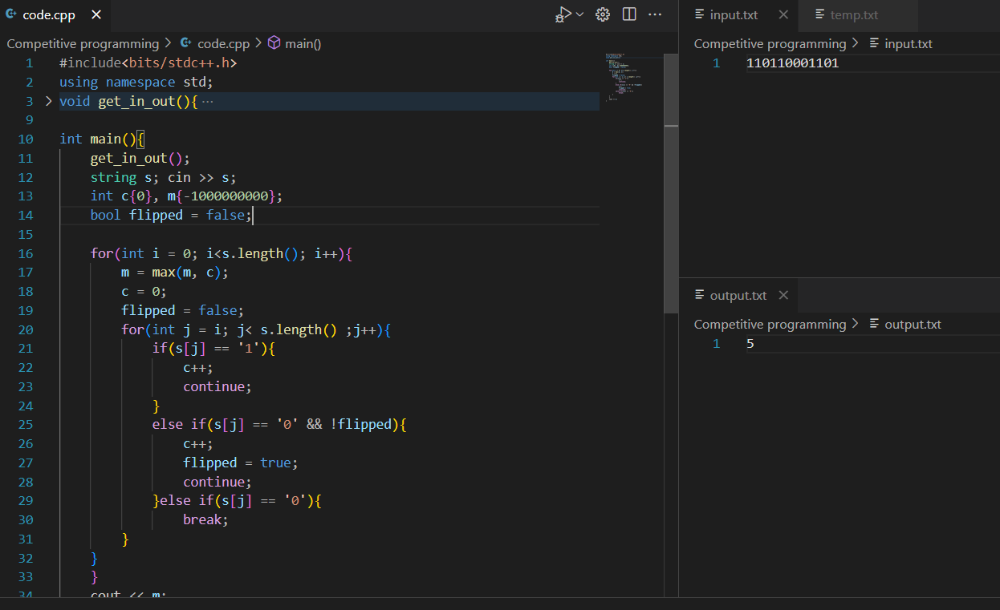 code.cpp
Competitive programming > code.cpp > main()
1 #include<bits/stdc++.h>
2 using namespace std;
3 void get_in_out(){ ...
9
10 int main(){
11 get_in_out();
12 string s; cin >> s;
13 int c{0}, m{-1000000000};
14 bool flipped = false;
15
16 for(int i = 0; i<s.length(); i++){
17 m = max(m, c);
18 c = 0;
19 flipped = false;
20 for(int j = i; j< s.length() ;j++){
21 if(s[j] == '1'){
22 c++;
23 continue;
24 }
25 else if(s[j] == '0' && !flipped){
26 c++;
27 flipped = true;
28 continue;
29 }else if(s[j] == '0'){
30 break;
31 }
32 }
33 }
34 cout << m;
input.txt
temp.txt
Competitive programming > input.txt
1 110110001101
output.txt
Competitive programming > output.txt
1 5